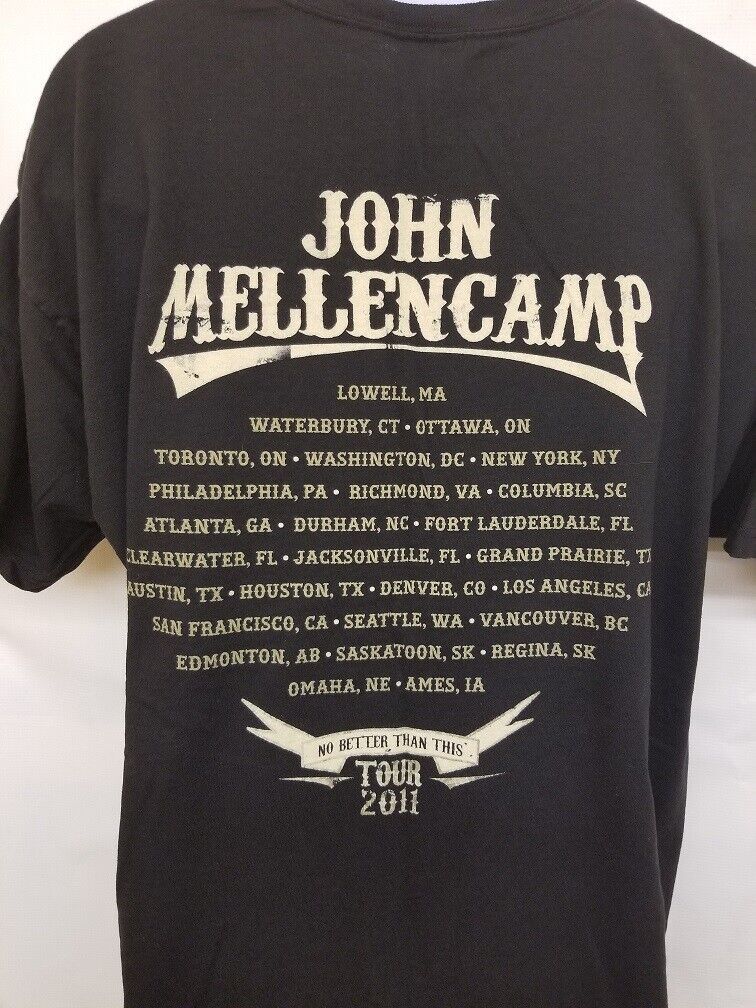 JOHN
MELLENCAMP
LOWELL, MA
WATERBURY, CT • OTTAWA, ON
TORONTO, ON • WASHINGTON, DC • NEW YORK, NY
PHILADELPHIA, PA • RICHMOND, VA • COLUMBIA, SC
ATLANTA, GA • DURHAM, NC • FORT LAUDERDALE, FL
CLEARWATER, FL • JACKSONVILLE, FL • GRAND PRAIRIE, TX
AUSTIN, TX • HOUSTON, TX • DENVER, CO • LOS ANGELES, CA
SAN FRANCISCO, CA • SEATTLE, WA • VANCOUVER, BC
EDMONTON, AB • SASKATOON, SK • REGINA, SK
OMAHA, NE • AMES, IA
NO BETTER THAN THIS
TOUR
2011